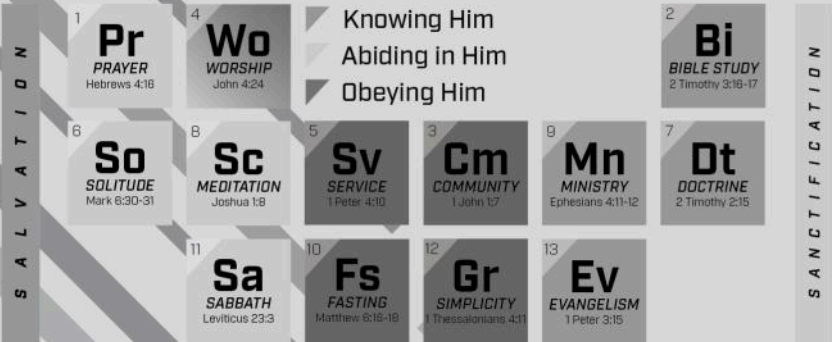 SALVATION
1
Pr
PRAYER
Hebrews 4:16
4
Wo
WORSHIP
John 4:24
Knowing Him
Abiding in Him
Obeying Him
2
Bi
BIBLE STUDY
2 Timothy 3:16-17
6
So
SOLITUDE
Mark 6:30-31
8
Sc
MEDITATION
Joshua 1:8
5
Sv
SERVICE
1 Peter 4:10
3
Cm
COMMUNITY
1 John 1:7
9
Mn
MINISTRY
Ephesians 4:11-12
7
Dt
DOCTRINE
2 Timothy 2:15
11
Sa
SABBATH
Leviticus 23:3
10
Fs
FASTING
Matthew 6:16-18
12
Gr
SIMPLICITY
1 Thessalonians 4:11
13
Ev
EVANGELISM
1 Peter 3:15
SANCTIFICATION